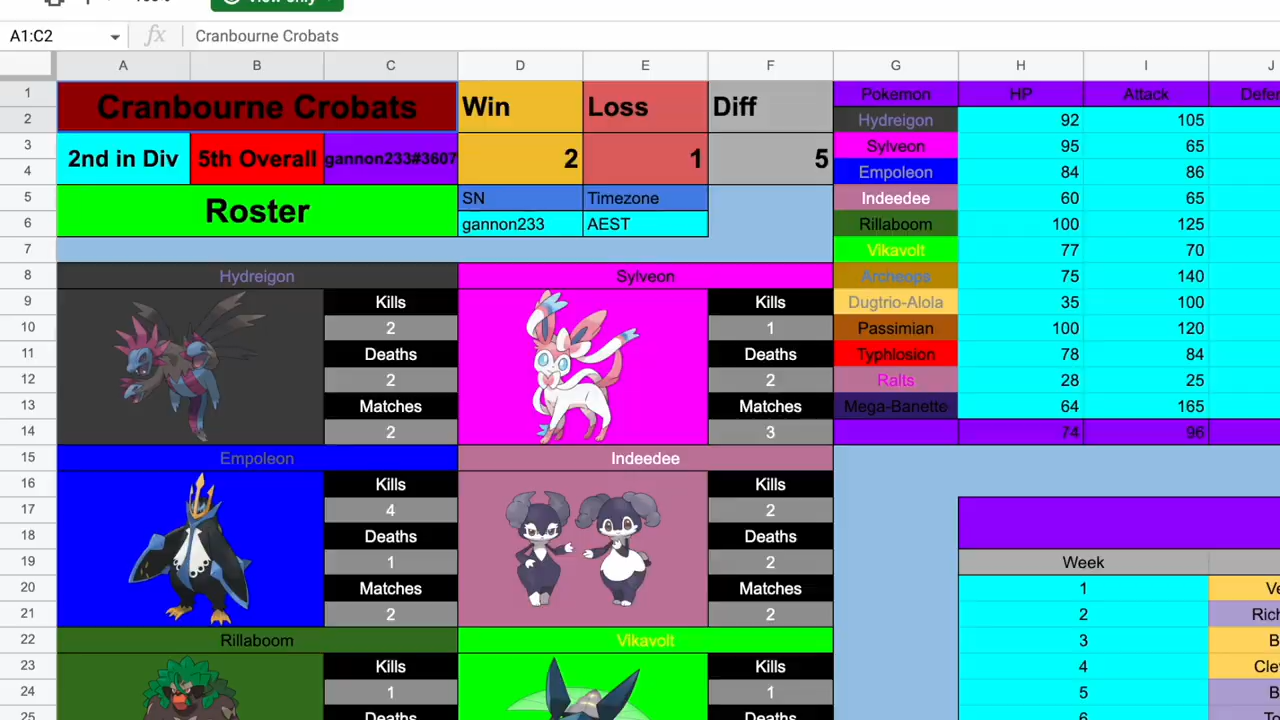 View only
A1:C2 fx Cranbourne Crobats
A B C D E F G H I J
1 Cranbourne Crobats Win Loss Diff Pokemon HP Attack
2 Hydreigon 92 105
3 2nd in Div 5th Overall gannon233#3607 2 1 5 Sylveon 95 65
4 Empoleon 84 86
5 Roster SN Timezone Indeedee 60 65
6 gannon233 AEST Rillaboom 100 125
7 Vikavolt 77 70
8 Hydreigon Sylveon Archeops 75 140
9 Kills Kills Dugtrio-Alola 35 100
10 2 1 Passimian 100 120
11 Deaths Deaths Typhlosion 78 84
12 2 2 Ralts 28 25
13 Matches Matches Mega-Banette 64 165
14 2 3 74 96
15 Empoleon Indeedee
16 Kills Kills
17 4 2
18 Deaths Deaths
19 1 2 Week
20 Matches Matches 1
21 2 2 2 Rich
22 Rillaboom Vikavolt 3
23 Kills Kills 4 Cle
24 1 1 5
25 Deaths Deaths 6